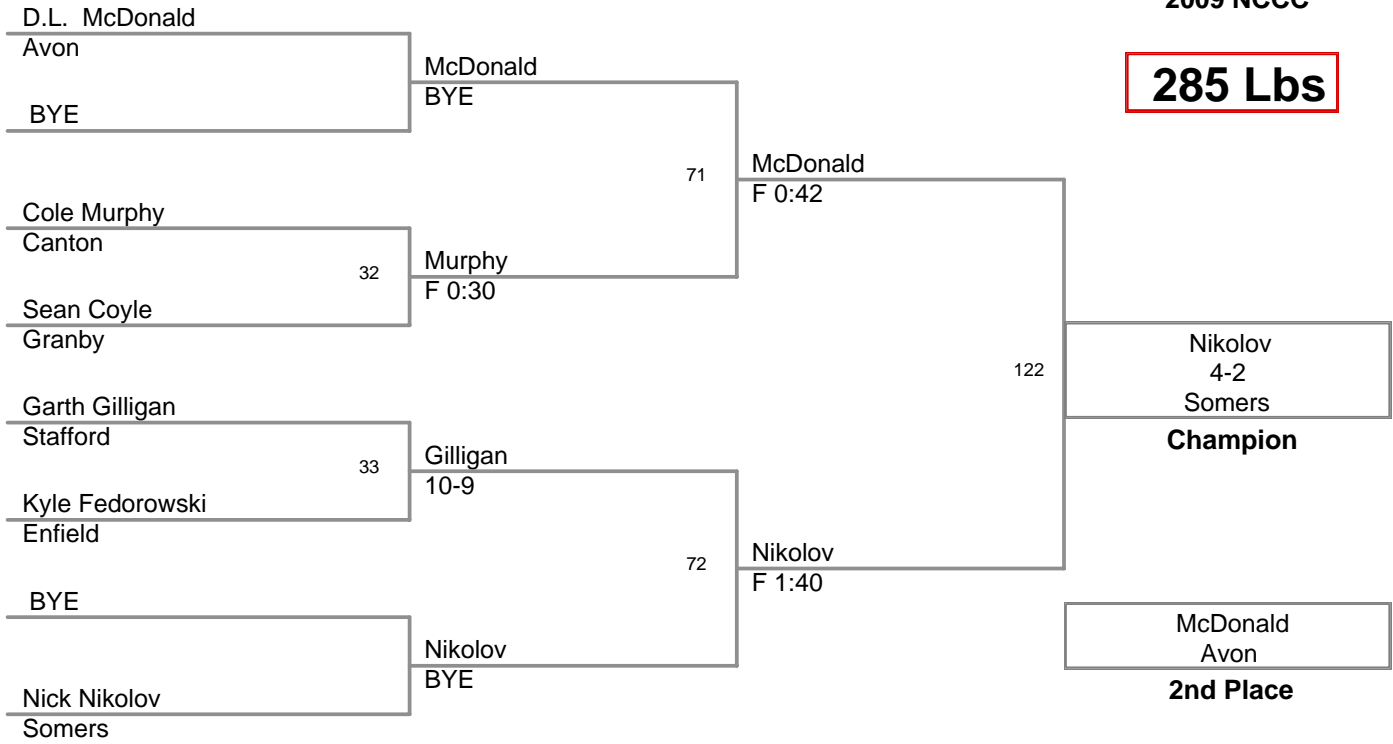 2009 NCCC
285 Lbs
D.L. McDonald
Avon
BYE
Cole Murphy
Canton
32
Sean Coyle
Granby
Garth Gilligan
Stafford
33
Kyle Fedorowski
Enfield
BYE
Nick Nikolov
Somers
McDonald
BYE
71
Murphy
F 0:30
Gilligan
10-9
72
Nikolov
BYE
McDonald
F 0:42
122
Nikolov
F 1:40
Nikolov
4-2
Somers
Champion
McDonald
Avon
2nd Place